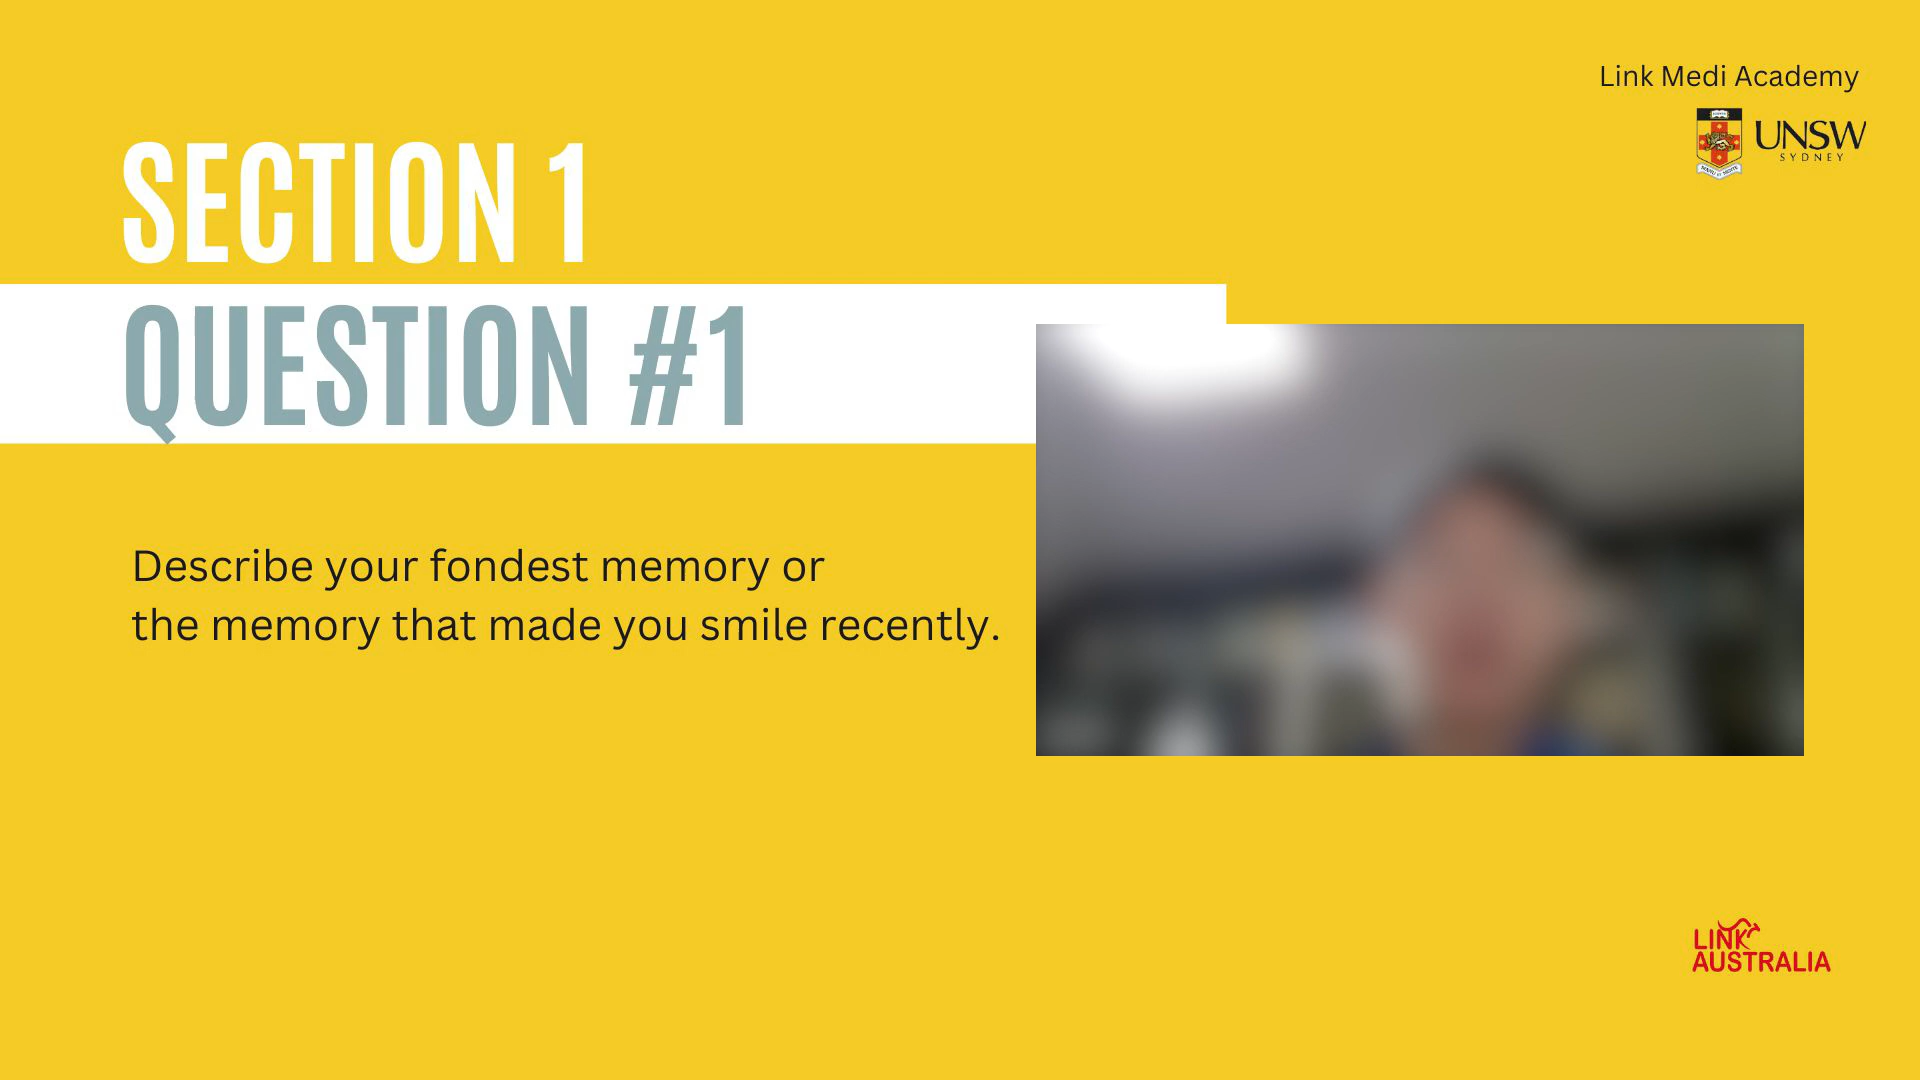 Link Medi Academy
UNSW
SYDNEY
SECTION 1
QUESTION #1
Describe your fondest memory or
the memory that made you smile recently.
LINK
AUSTRALIA